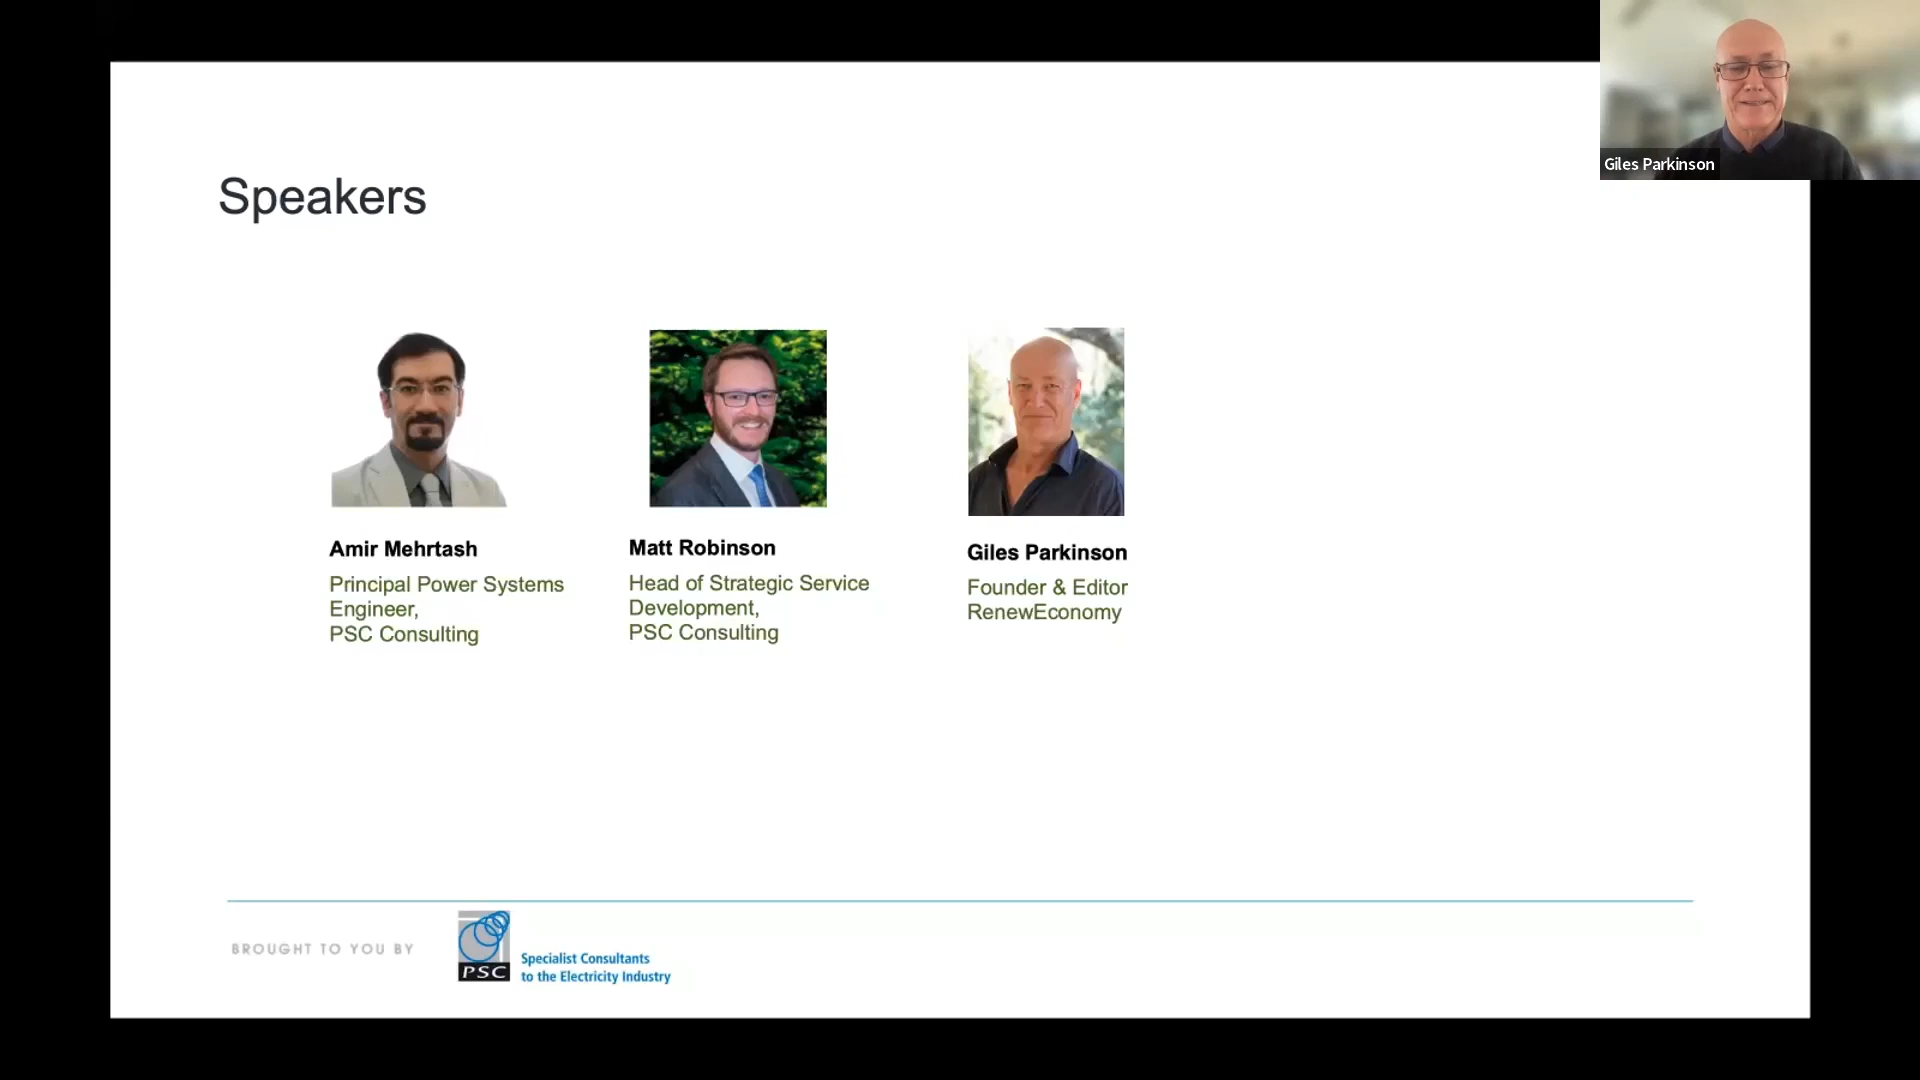 Giles Parkinson
Speakers
Amir Mehrtash
Principal Power Systems
Engineer,
PSC Consulting
Matt Robinson
Head of Strategic Service
Development,
PSC Consulting
Giles Parkinson
Founder & Editor
RenewEconomy
BROUGHT TO YOU BY
PSC
Specialist Consultants
to the Electricity Industry